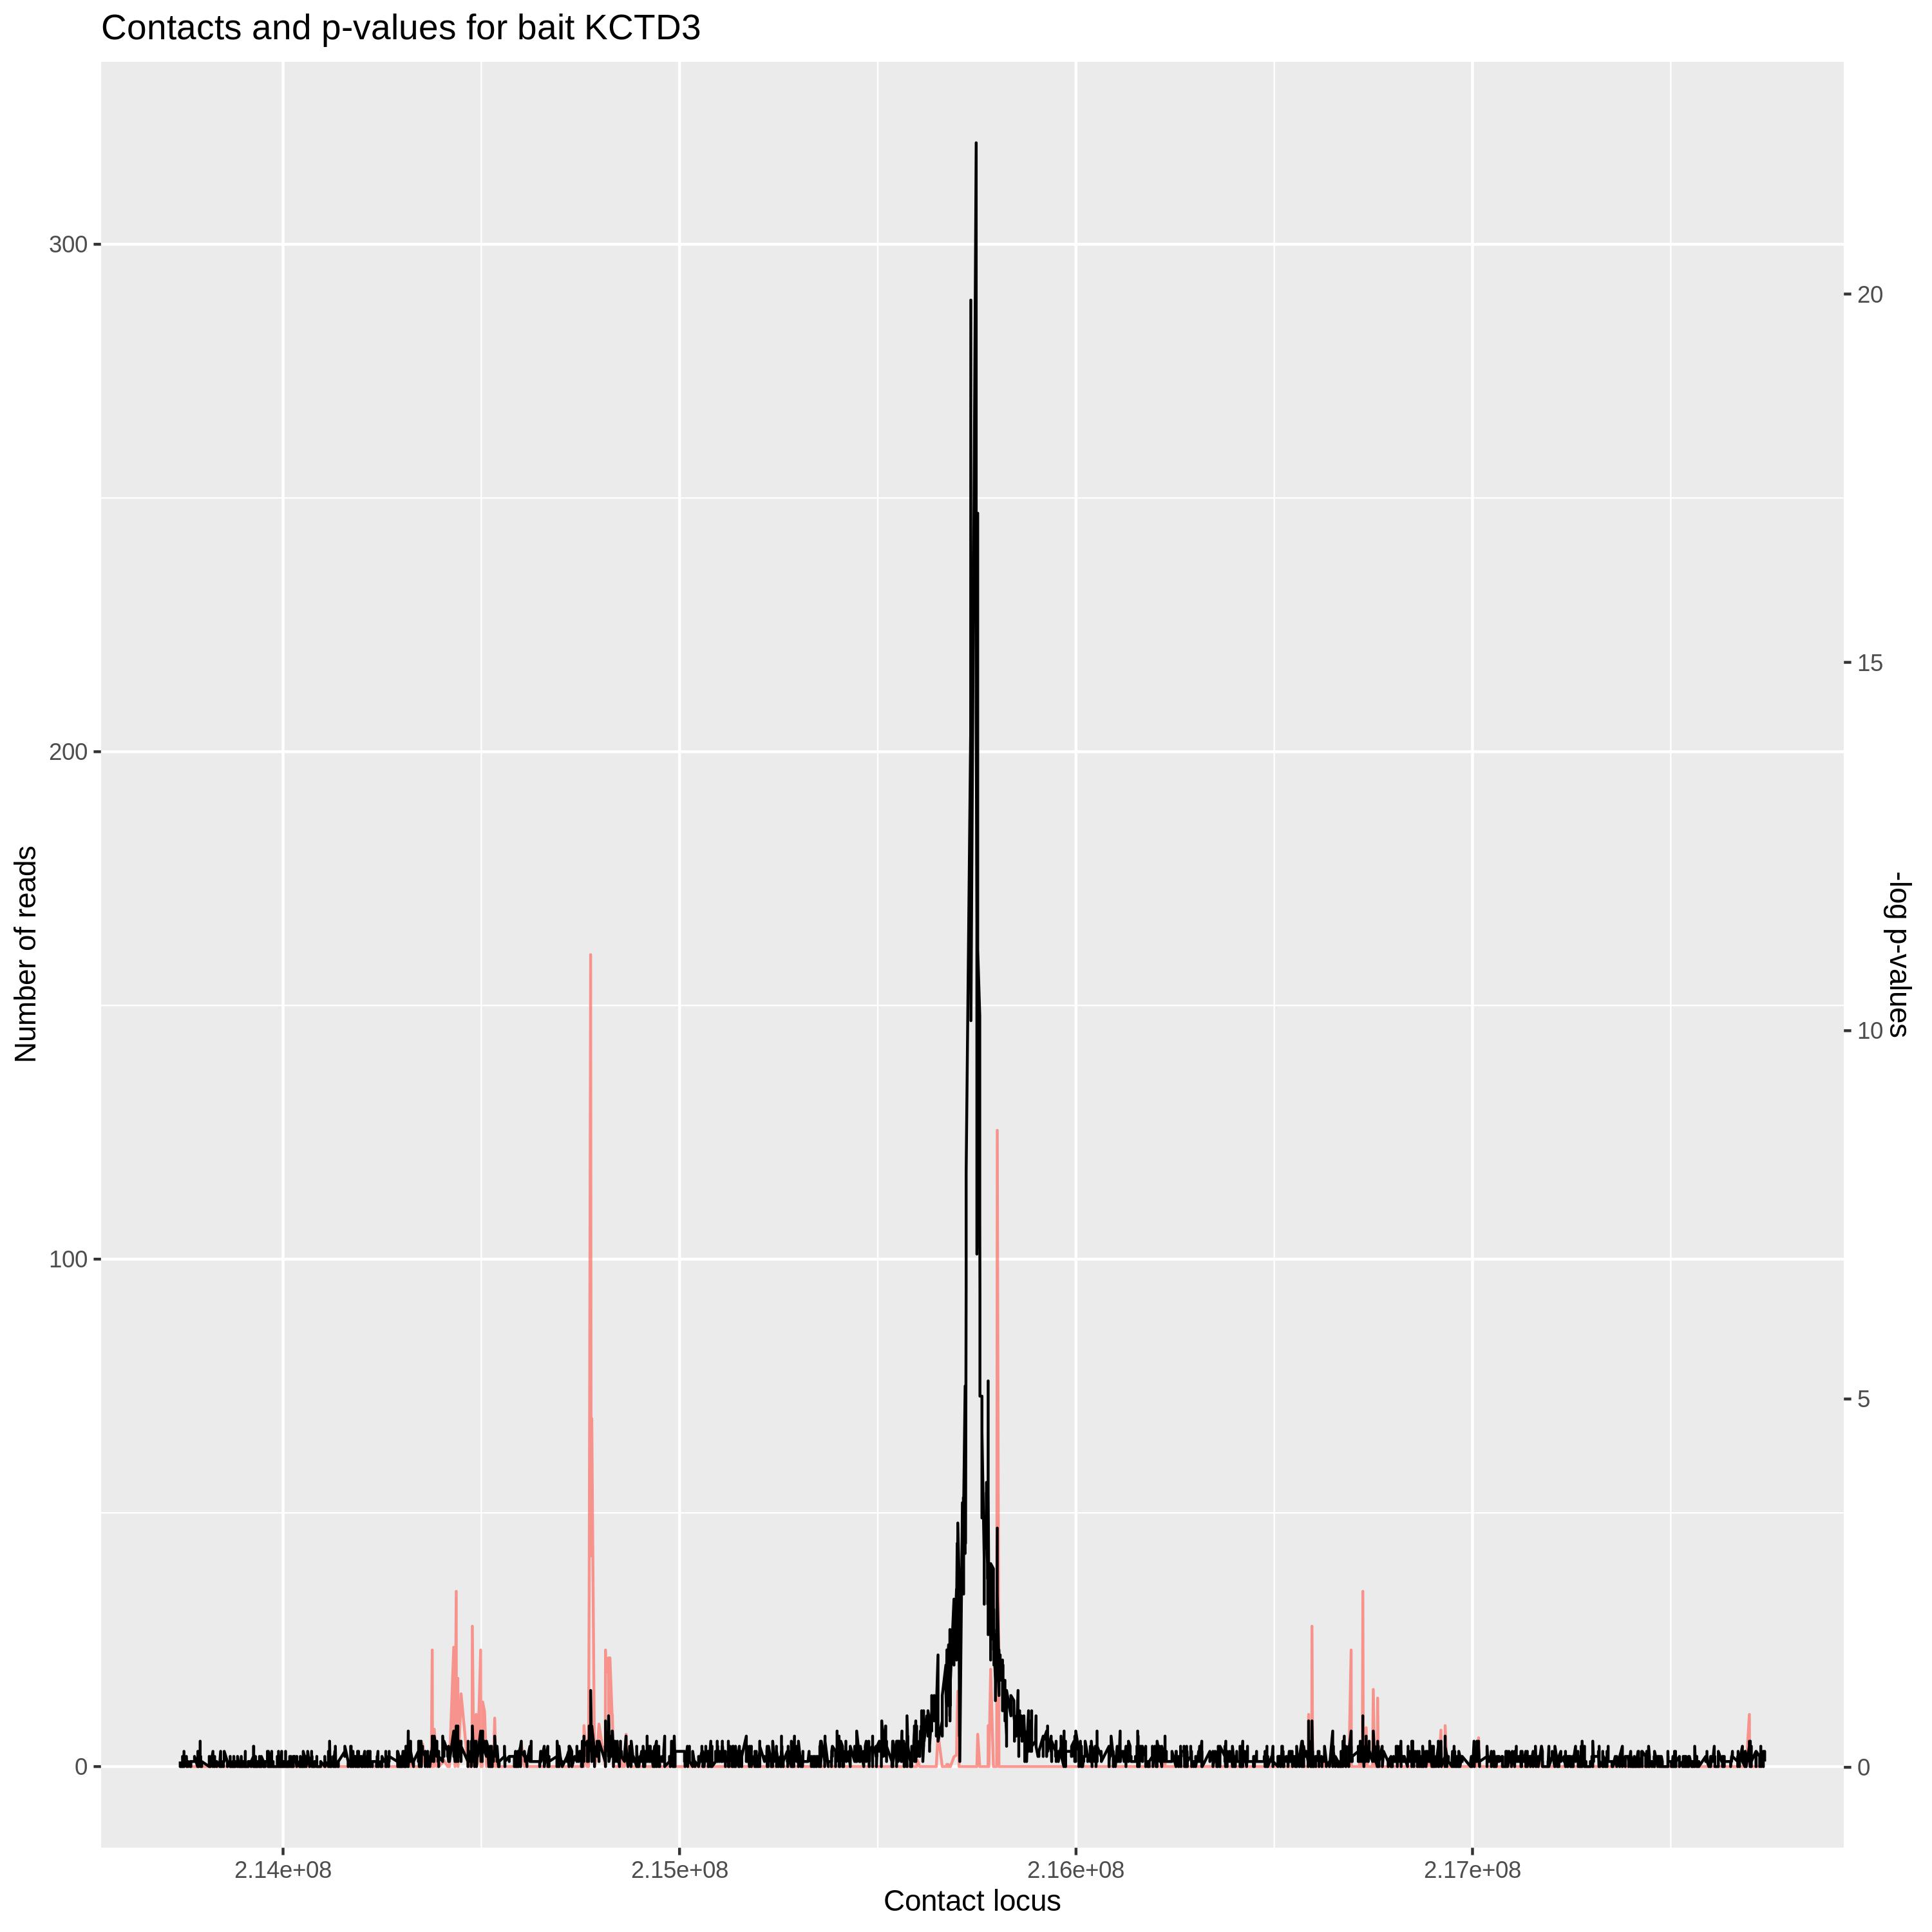 Contacts and p-values for bait KCTD3
Number of reads
300
200
100
0
20
15
10
5
0
-log p-values
2.14e+08
2.15e+08
2.16e+08
2.17e+08
Contact locus